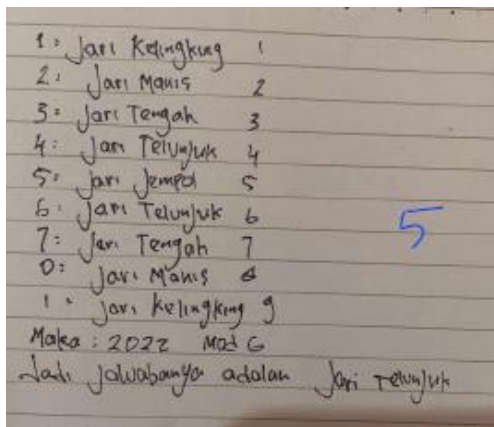 1: Jari Kelingking 1
2: Jari Manis 2
3: Jari Tengah 3
4: Jari Telunjuk 4
5: Jari Jempol 5
6: Jari Telunjuk 6
7: Jari Tengah 7
0: Jari Manis 8
1: Jari Kelingking 9
Maka: 2022 Mod 6
Jadi jawabanya adalah Jari Telunjuk
5